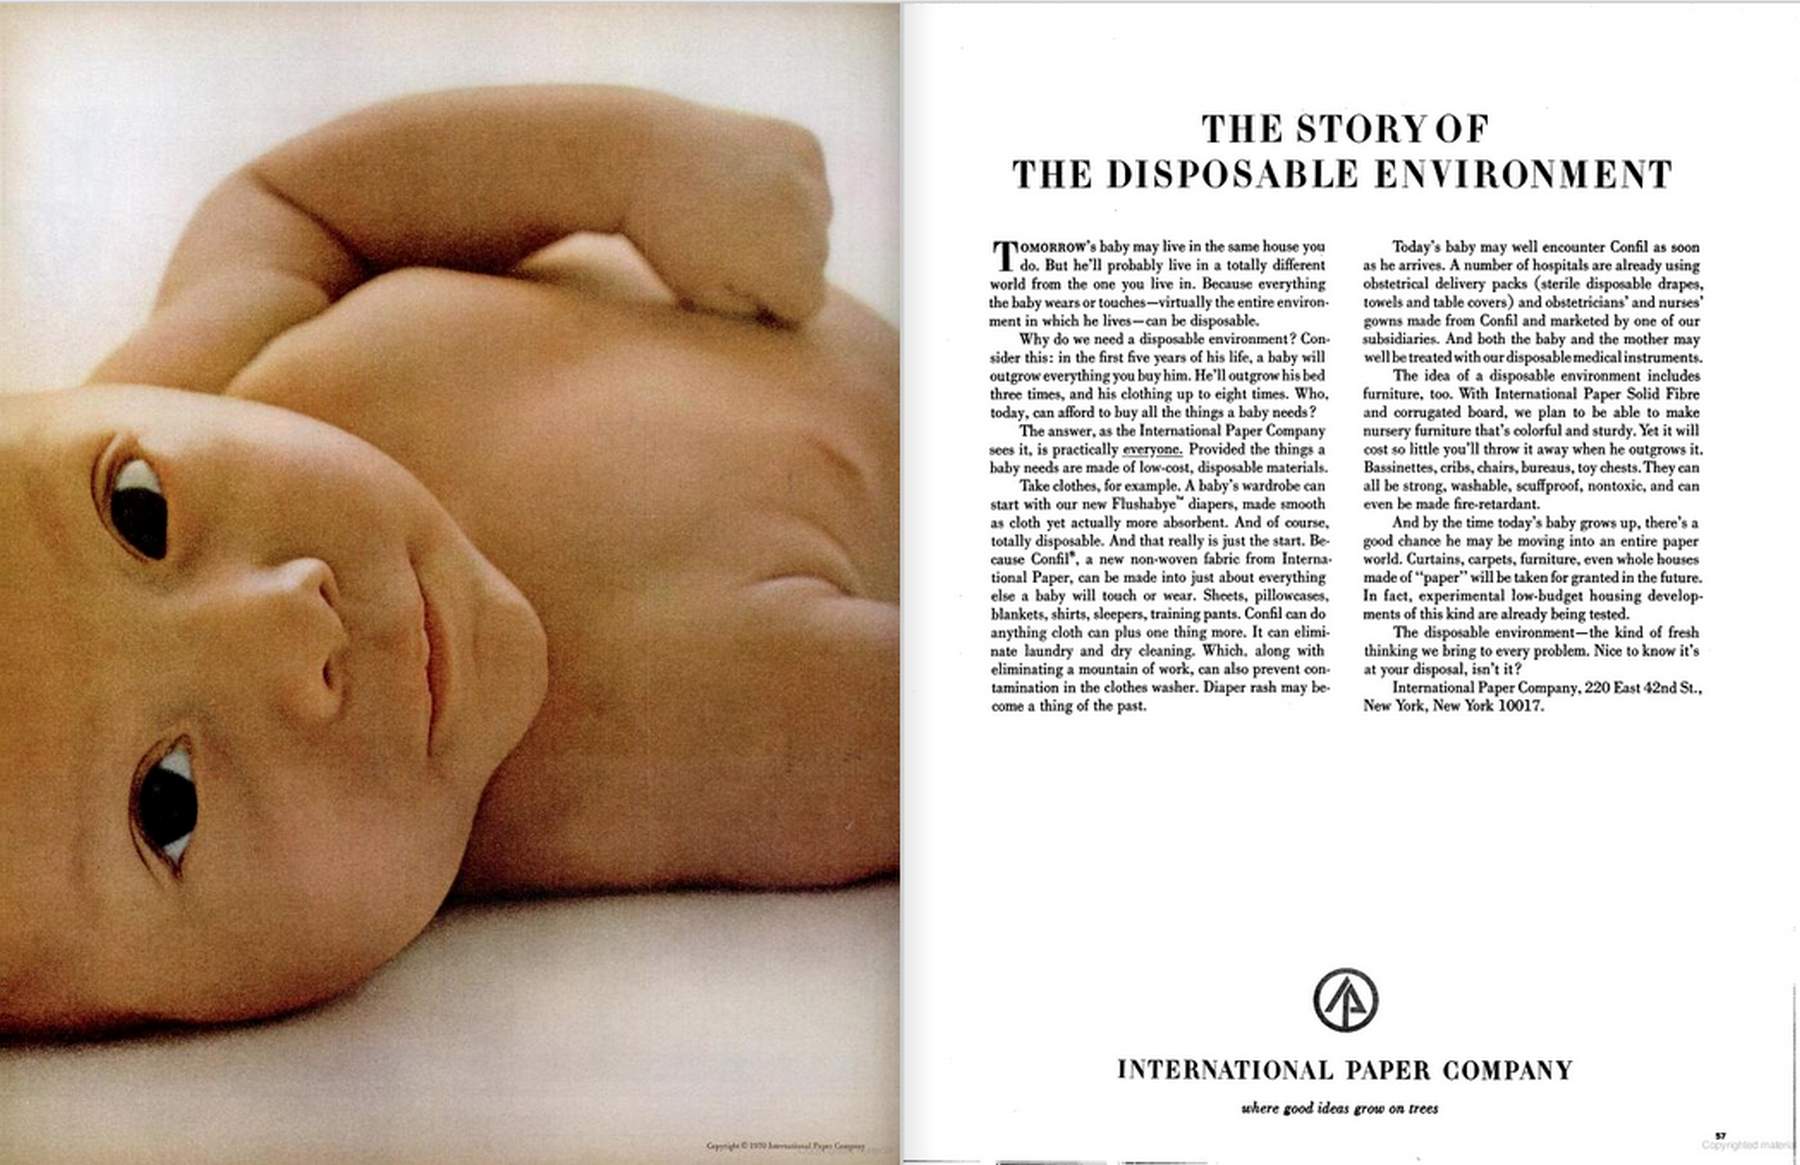 THE STORY OF
THE DISPOSABLE ENVIRONMENT
TOMORROW's baby may live in the same house you
do. But he'll probably live in a totally different
world from the one you live in. Because everything
the baby wears or touches—virtually the entire environ-
ment in which he lives—can be disposable.
Why do we need a disposable environment? Con-
sider this: in the first five years of his life, a baby will
outgrow everything you buy him. He'll outgrow his bed
three times, and his clothing up to eight times. Who,
today, can afford to buy all the things a baby needs?
The answer, as the International Paper Company
sees it, is practically everyone. Provided the things a
baby needs are made of low-cost, disposable materials.
Take clothes, for example. A baby's wardrobe can
start with our new Flushabye™ diapers, made smooth
as cloth yet actually more absorbent. And of course,
totally disposable. And that really is just the start. Be-
cause Confil®, a new non-woven fabric from Interna-
tional Paper, can be made into just about everything
else a baby will touch or wear. Sheets, pillowcases,
blankets, shirts, sleepers, training pants. Confil can do
anything cloth can plus one thing more. It can elimi-
nate laundry and dry cleaning. Which, along with
eliminating a mountain of work, can also prevent con-
tamination in the clothes washer. Diaper rash may be-
come a thing of the past.
Today's baby may well encounter Confil as soon
as he arrives. A number of hospitals are already using
obstetrical delivery packs (sterile disposable drapes,
towels and table covers) and obstetricians' and nurses'
gowns made from Confil and marketed by one of our
subsidiaries. And both the baby and the mother may
well be treated with our disposable medical instruments.
The idea of a disposable environment includes
furniture, too. With International Paper Solid Fibre
and corrugated board, we plan to be able to make
nursery furniture that's colorful and sturdy. Yet it will
cost so little you'll throw it away when he outgrows it.
Bassinettes, cribs, chairs, bureaus, toy chests. They can
all be strong, washable, scuffproof, nontoxic, and can
even be made fire-retardant.
And by the time today's baby grows up, there's a
good chance he may be moving into an entire paper
world. Curtains, carpets, furniture, even whole houses
made of "paper" will be taken for granted in the future.
In fact, experimental low-budget housing develop-
ments of this kind are already being tested.
The disposable environment—the kind of fresh
thinking we bring to every problem. Nice to know it's
at your disposal, isn't it?
International Paper Company, 220 East 42nd St.,
New York, New York 10017.
INTERNATIONAL PAPER COMPANY
where good ideas grow on trees
Copyright © 1970 International Paper Company
57
Copyrighted material